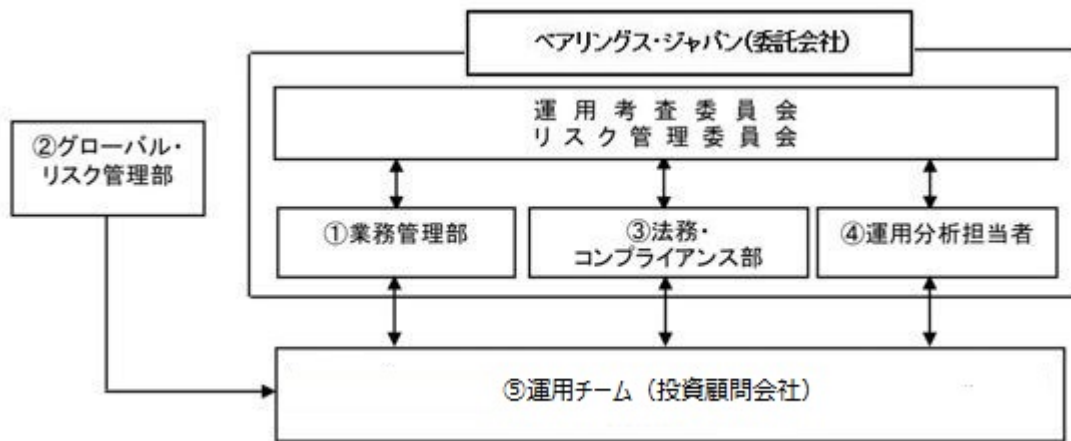 ベアリングス・ジャパン(委託会社)
運用考査委員会
リスク管理委員会
②グローバル・
リスク管理部
①業務管理部
③法務・
コンプライアンス部
④運用分析担当者
⑤運用チーム（投資顧問会社）